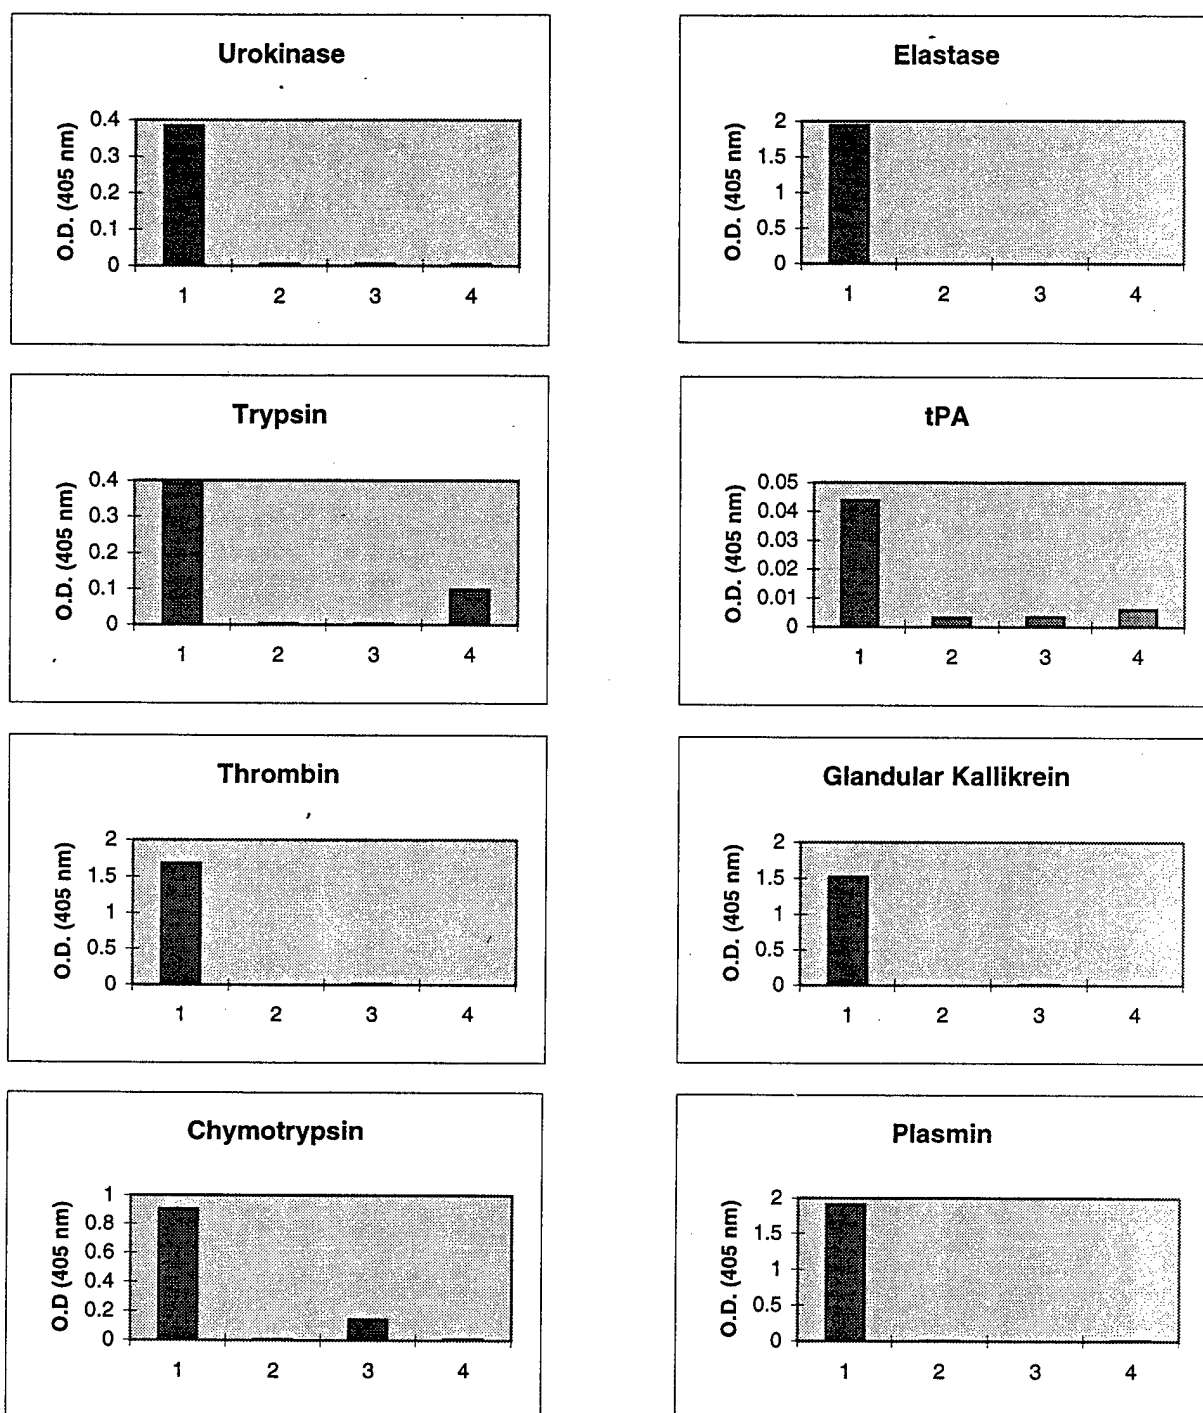 Urokinase
O.D. (405 nm)
0.4
0.3
0.2
0.1
0
1 2 3 4
Elastase
O.D. (405 nm)
2
1.5
1
0.5
0
1 2 3 4
Trypsin
O.D. (405 nm)
0.4
0.3
0.2
0.1
0
1 2 3 4
tPA
O.D. (405 nm)
0.05
0.04
0.03
0.02
0.01
0
1 2 3 4
Thrombin
O.D. (405 nm)
2
1.5
1
0.5
0
1 2 3 4
Glandular Kallikrein
O.D. (405 nm)
2
1.5
1
0.5
0
1 2 3 4
Chymotrypsin
O.D (405 nm)
1
0.8
0.6
0.4
0.2
0
1 2 3 4
Plasmin
O.D. (405 nm)
2
1.5
1
0.5
0
1 2 3 4